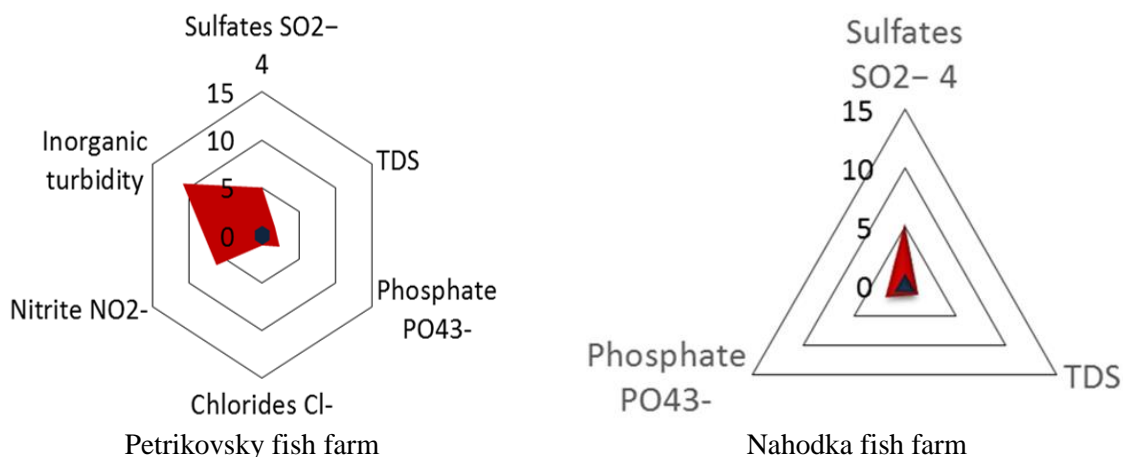 Sulfates SO2−
4
15
10
5
0
Inorganic
turbidity
TDS
Nitrite NO2-
Phosphate
PO43-
Chlorides Cl-
Petrikovsky fish farm
Sulfates
SO2− 4
15
10
5
0
Phosphate
PO43-
TDS
Nahodka fish farm